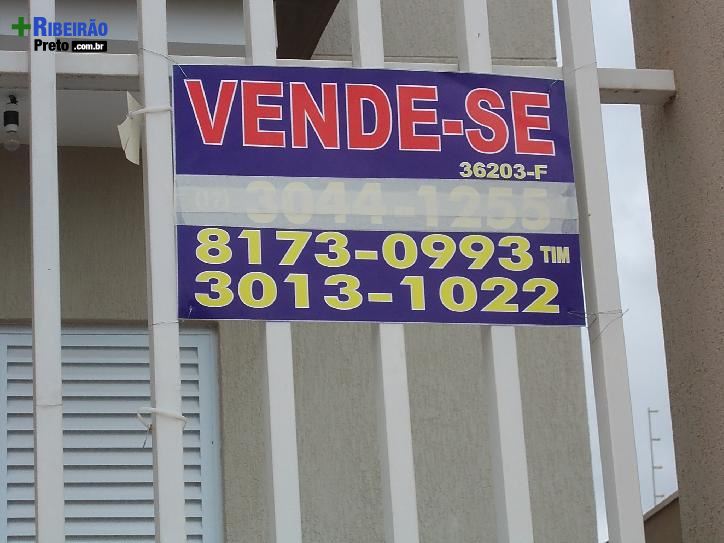 +RIBEIRÃO
Preto.com.br
VENDE-SE
36203-F
3044-1255
8173-0993 TIM
3013-1022